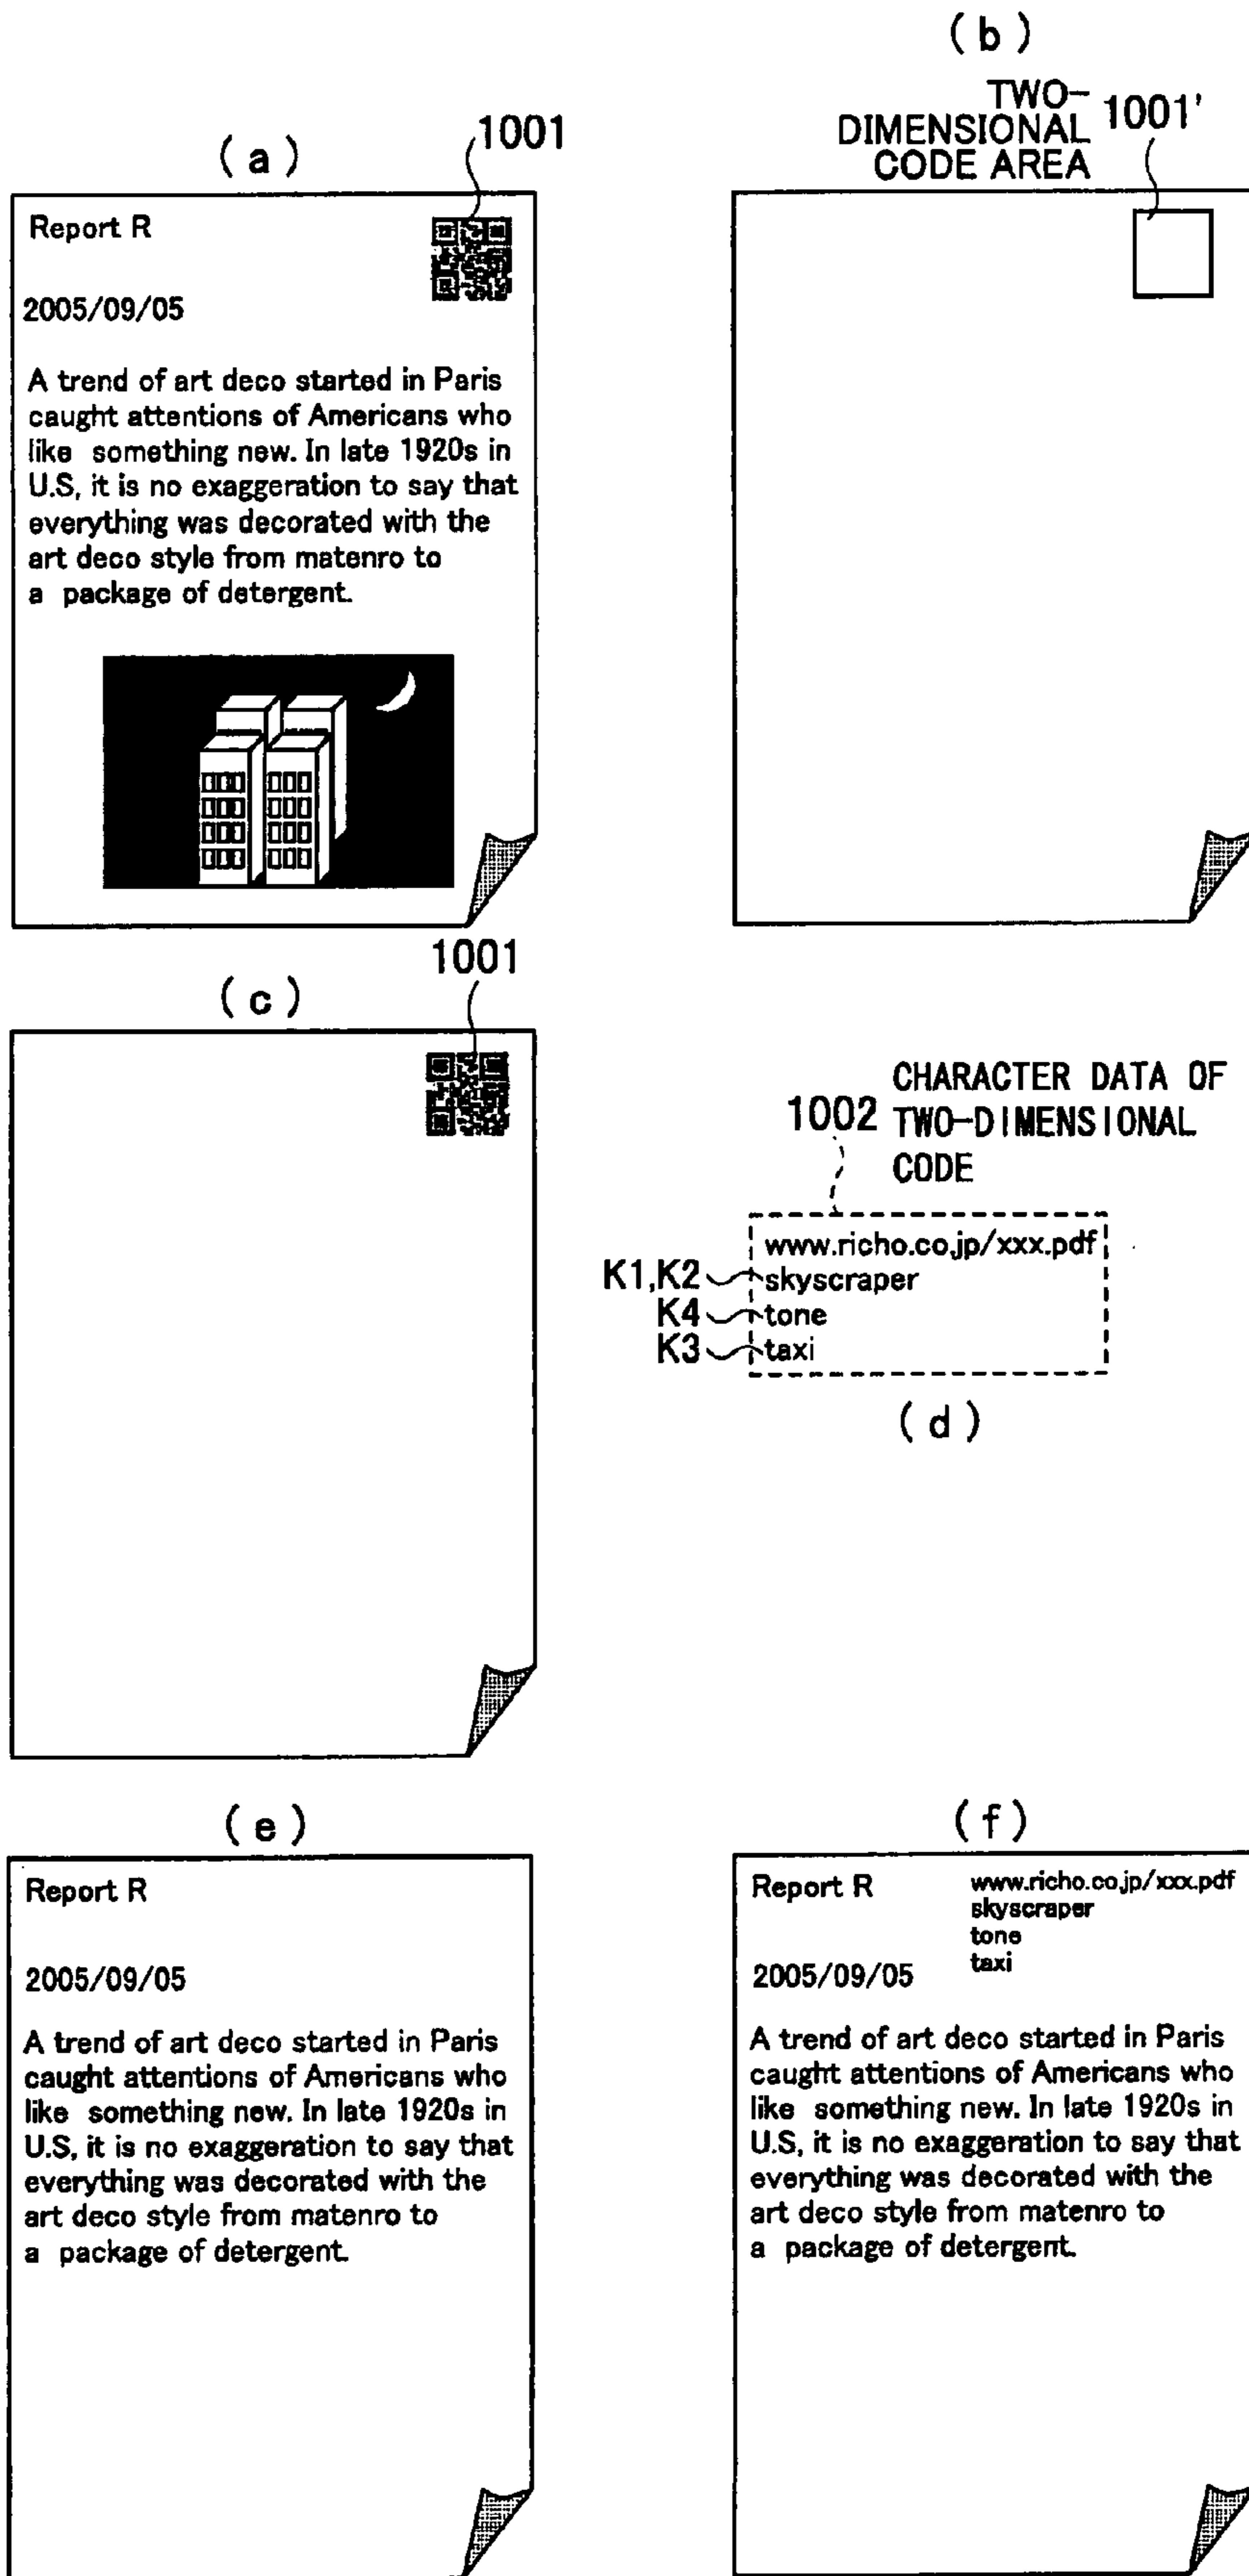 (b)
TWO-
DIMENSIONAL
CODE AREA
1001'
(a)
1001
Report R
2005/09/05
A trend of art deco started in Paris
caught attentions of Americans who
like something new. In late 1920s in
U.S, it is no exaggeration to say that
everything was decorated with the
art deco style from matenro to
a package of detergent.
(c)
1001
1002
CHARACTER DATA OF
TWO-DIMENSIONAL
CODE
www.richo.co.jp/xxx.pdf
K1,K2 skyscraper
K4 tone
K3 taxi
(d)
(e)
Report R
2005/09/05
A trend of art deco started in Paris
caught attentions of Americans who
like something new. In late 1920s in
U.S, it is no exaggeration to say that
everything was decorated with the
art deco style from matenro to
a package of detergent.
(f)
Report R
www.richo.co.jp/xxx.pdf
skyscraper
tone
taxi
2005/09/05
A trend of art deco started in Paris
caught attentions of Americans who
like something new. In late 1920s in
U.S, it is no exaggeration to say that
everything was decorated with the
art deco style from matenro to
a package of detergent.